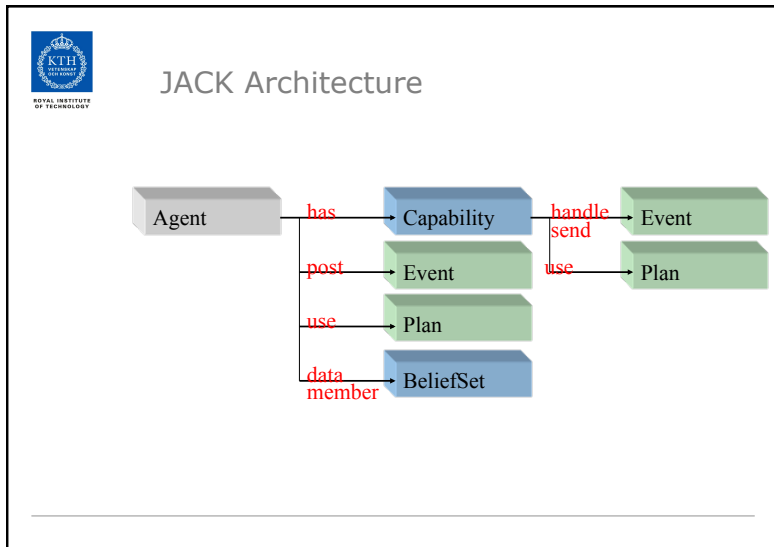 KTH
VETENSKAP
OCH KONST
ROYAL INSTITUTE
OF TECHNOLOGY
JACK Architecture
Agent
has
Capability
handle
send
Event
post
Event
use
Plan
use
Plan
data
member
BeliefSet